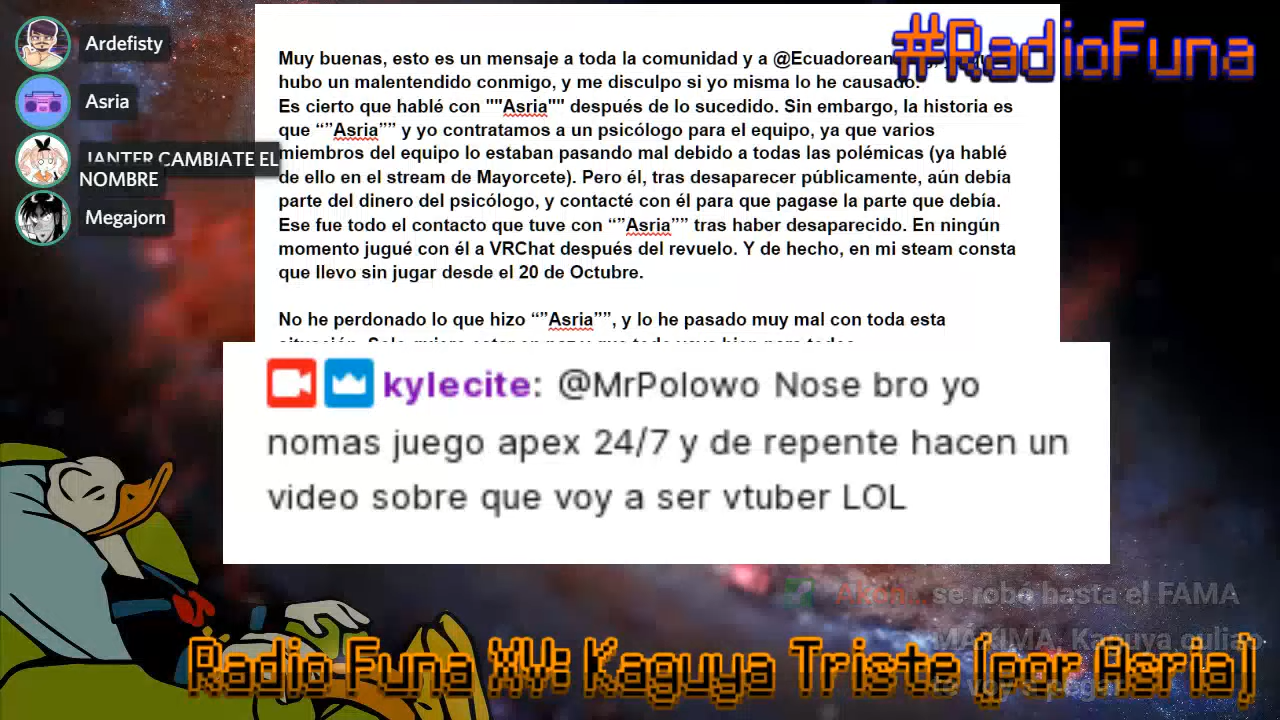 #RadioFuna
Ardefisty
Asria
JANTER CAMBIATE EL
NOMBRE
Megajorn
Muy buenas, esto es un mensaje a toda la comunidad y a @Ecuadorean
hubo un malentendido conmigo, y me disculpo si yo misma lo he causado.
Es cierto que hablé con ""Asria"" después de lo sucedido. Sin embargo, la historia es
que “”Asria”” y yo contratamos a un psicólogo para el equipo, ya que varios
miembros del equipo lo estaban pasando mal debido a todas las polémicas (ya hablé
de ello en el stream de Mayorcete). Pero él, tras desaparecer públicamente, aún debía
parte del dinero del psicólogo, y contacté con él para que pagase la parte que debía.
Ese fue todo el contacto que tuve con “”Asria”” tras haber desaparecido. En ningún
momento jugué con él a VRChat después del revuelo. Y de hecho, en mi steam consta
que llevo sin jugar desde el 20 de Octubre.
No he perdonado lo que hizo “”Asria””, y lo he pasado muy mal con toda esta
kylecite: @MrPolowo Nose bro yo
nomas juego apex 24/7 y de repente hacen un
video sobre que voy a ser vtuber LOL
se robó hasta el FAMA
MAXIMA, Kaguya
te voy a
Radio Funa XV: Kaguya Triste (por Asria)